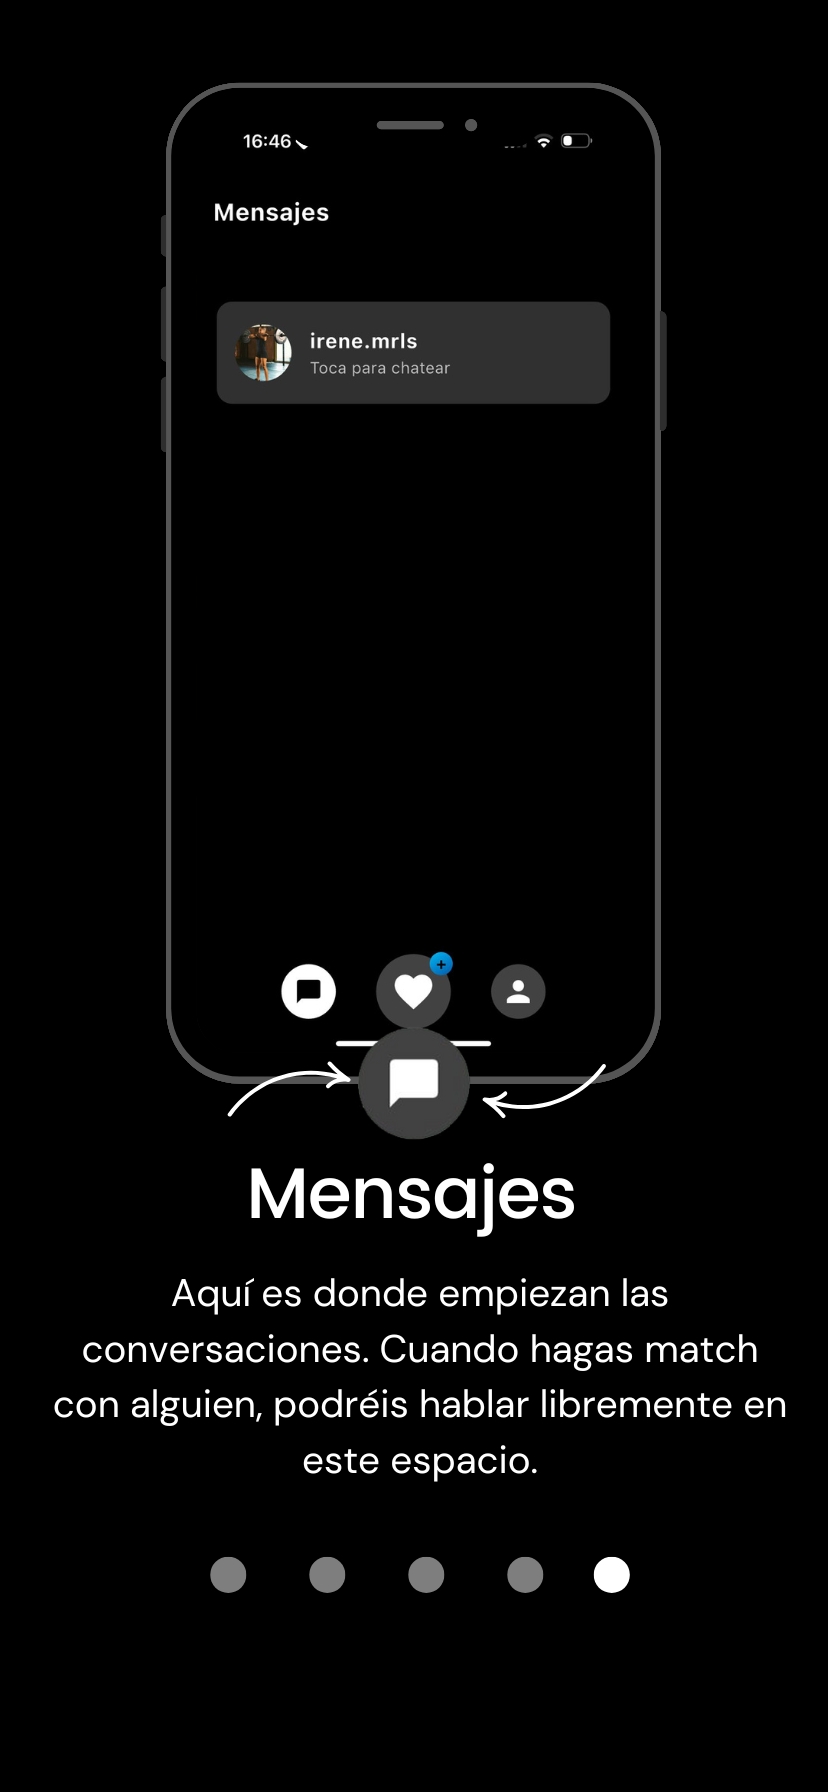 16:46
Mensajes
irene.mrls
Toca para chatear
+
Mensajes
Aquí es donde empiezan las
conversaciones. Cuando hagas match
con alguien, podréis hablar libremente en
este espacio.